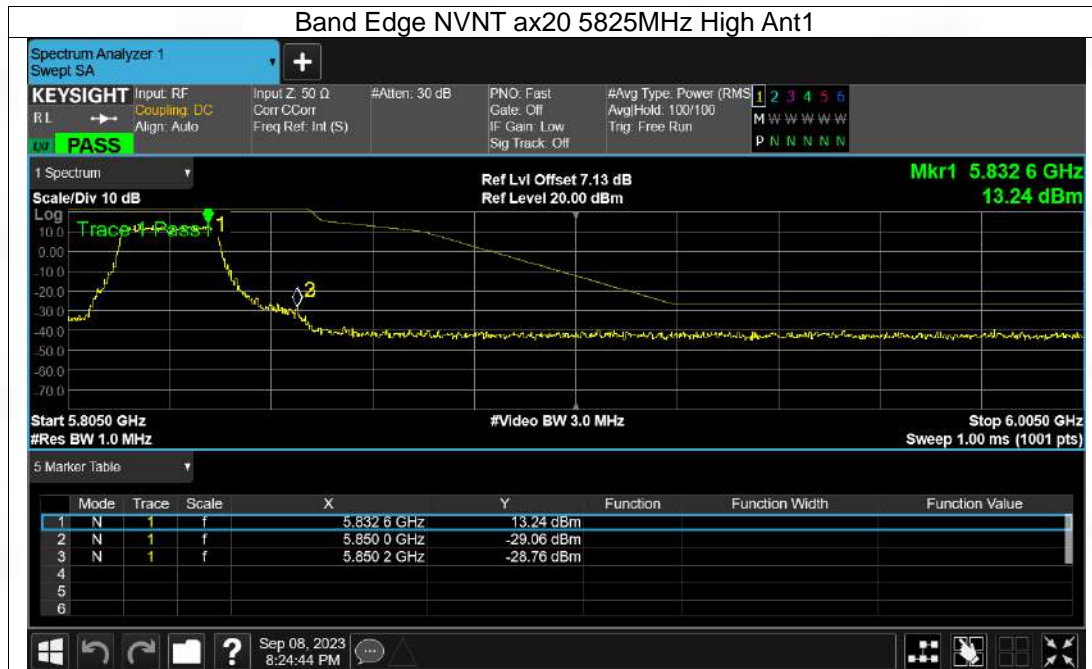 Band Edge NVNT ax20 5825MHz High Ant1
Spectrum Analyzer 1
Swept SA
+
KEYSIGHT
RL
PASS
Input: RF
Coupling: DC
Align: Auto
Input Z: 50 Ω
Corr CCorr
Freq Ref: Int (S)
#Atten: 30 dB
PNO: Fast
Gate: Off
IF Gain: Low
Sig Track: Off
#Avg Type: Power (RMS
Avg|Hold: 100/100
Trig: Free Run
1 2 3 4 5 6
M W W W W W
P N N N N N
1 Spectrum
Scale/Div 10 dB
Ref Lvl Offset 7.13 dB
Ref Level 20.00 dBm
Mkr1 5.832 6 GHz
13.24 dBm
Log
Trace 1 Pass
1
2
10.0
0.00
-10.0
-20.0
-30.0
-40.0
-50.0
-60.0
-70.0
Start 5.8050 GHz
#Res BW 1.0 MHz
#Video BW 3.0 MHz
Stop 6.0050 GHz
Sweep 1.00 ms (1001 pts)
5 Marker Table
Mode Trace Scale X Y Function Function Width Function Value
1 N 1 f 5.832 6 GHz 13.24 dBm
2 N 1 f 5.850 0 GHz -29.06 dBm
3 N 1 f 5.850 2 GHz -28.76 dBm
4
5
6
?
Sep 08, 2023
8:24:44 PM